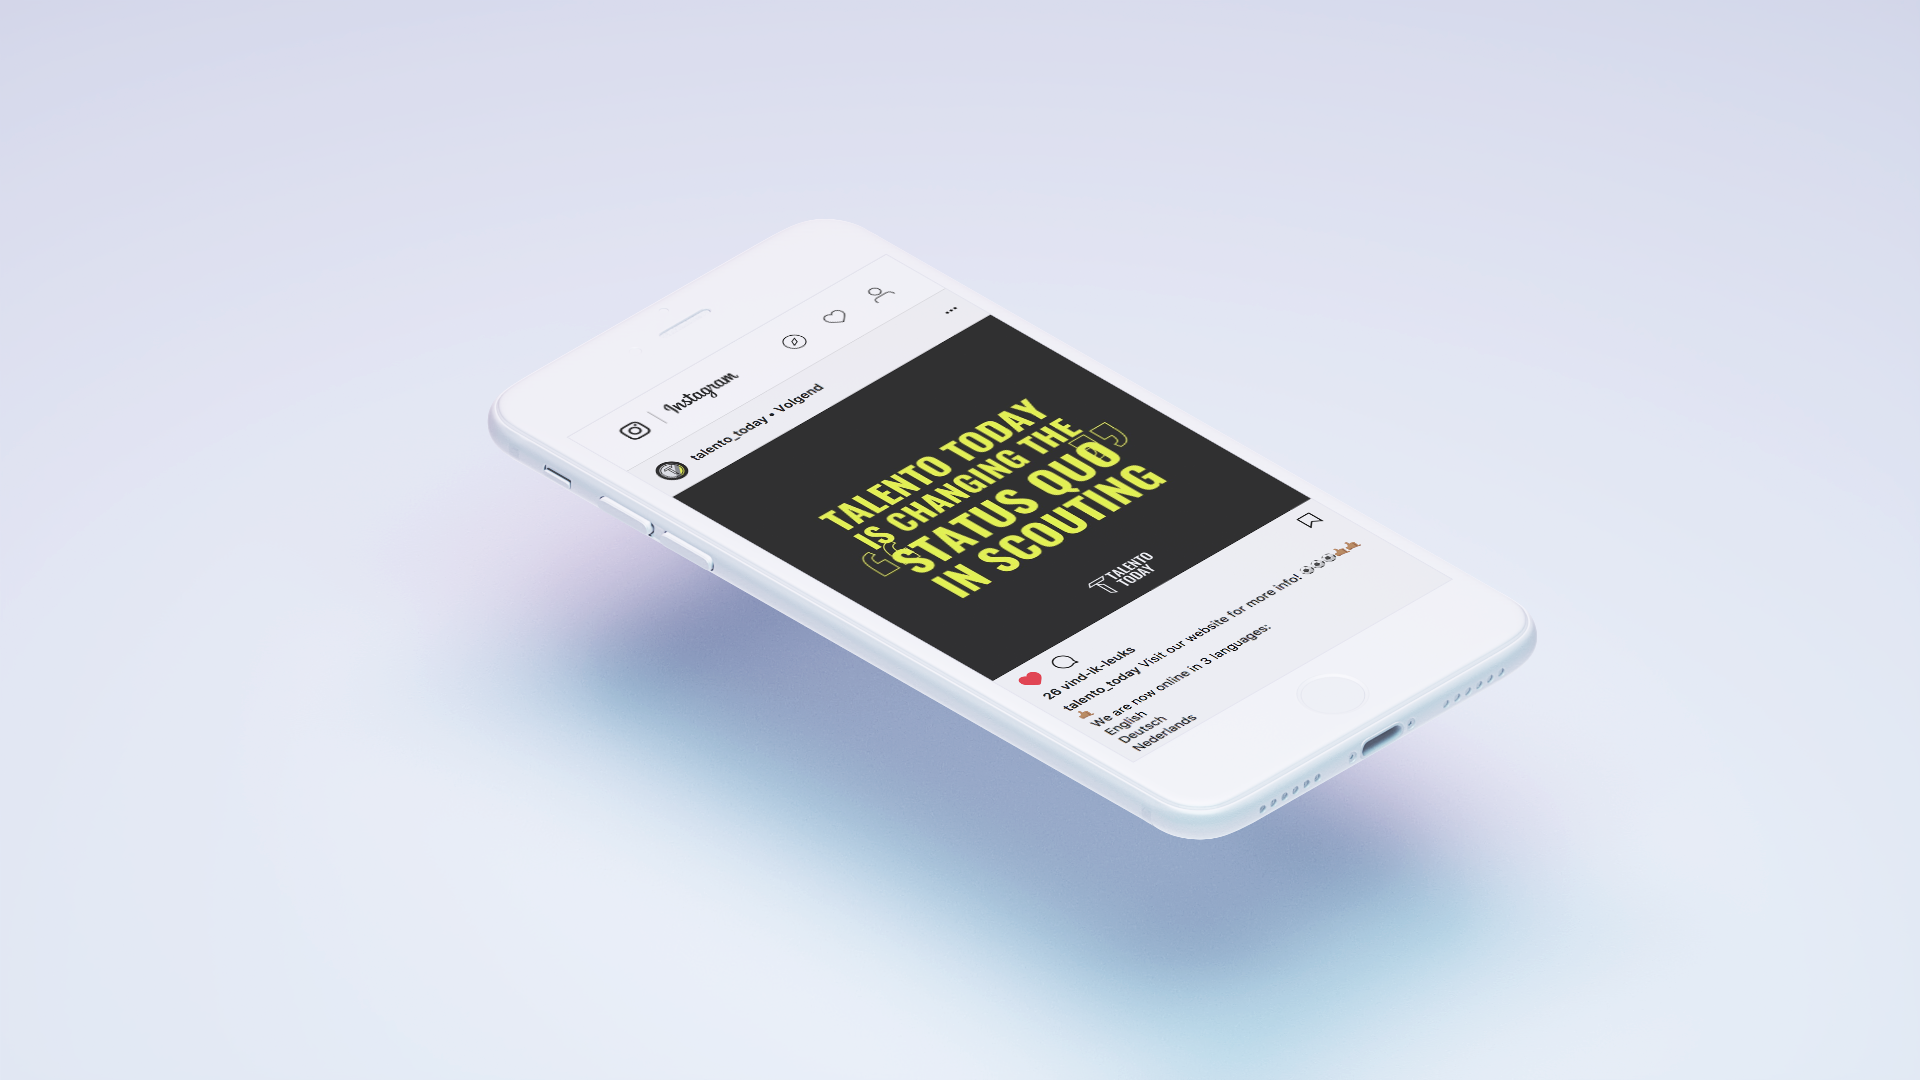 Instagram
talento_today • Volgend
TALENTO TODAY
IS CHANGING THE
“STATUS QUO”
IN SCOUTING
TALENTO
TODAY
26 vind-ik-leuks
talento_today Visit our website for more info! ⚽⚽⚽
We are now online in 3 languages:
English
Deutsch
Nederlands